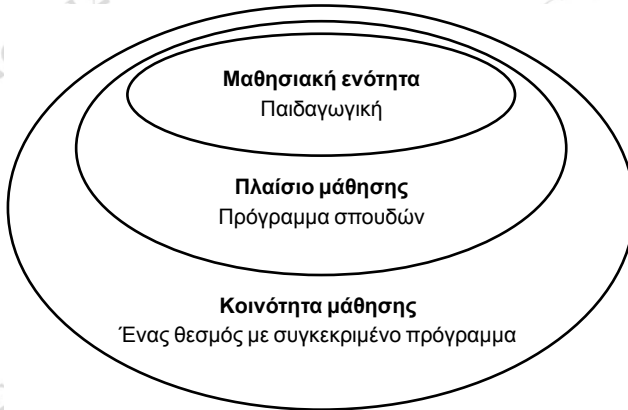 Μαθησιακή ενότητα
Παιδαγωγική
Πλαίσιο μάθησης
Πρόγραμμα σπουδών
Κοινότητα μάθησης
Ένας θεσμός με συγκεκριμένο πρόγραμμα